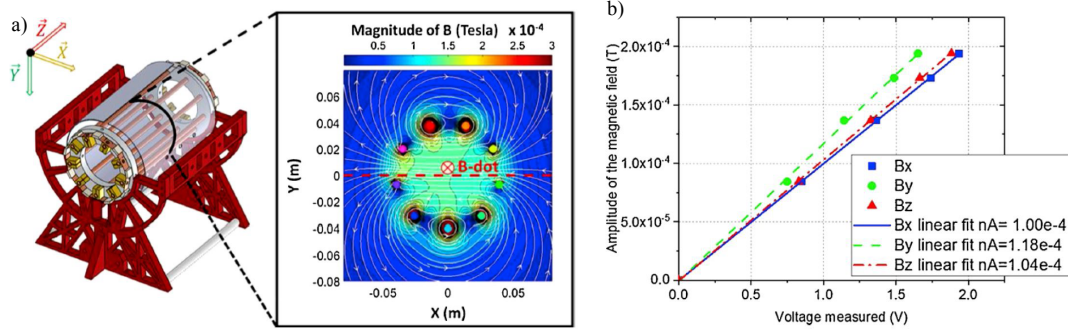 a)
Z
X
Y
Magnitude of B (Tesla) x 10⁻⁴
0.5 1 1.5 2 2.5 3
0.08
0.06
0.04
0.02
0
-0.02
-0.04
-0.06
-0.08
Y (m)
B-dot
-0.05 0 0.05
X (m)
b)
Amplitude of the magnetic field (T)
2.0x10⁻⁴
1.5x10⁻⁴
1.0x10⁻⁴
5.0x10⁻⁵
0.0
Bx
By
Bz
Bx linear fit nA= 1.00e-4
By linear fit nA=1.18e-4
Bz linear fit nA=1.04e-4
0.0 0.5 1.0 1.5 2.0
Voltage measured (V)